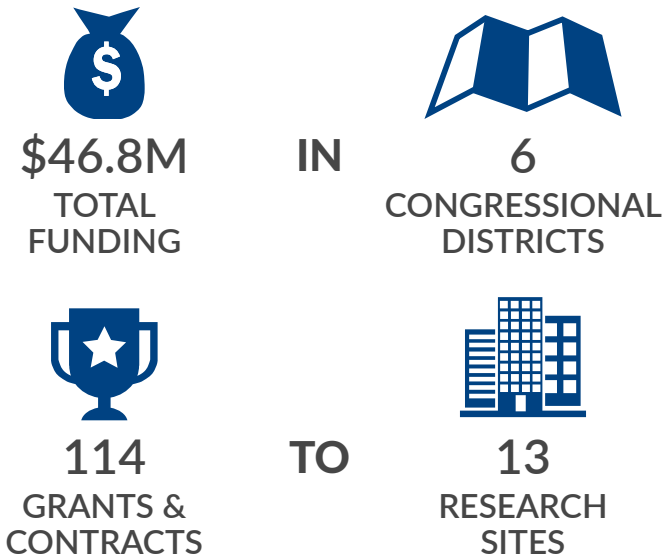 $
$46.8M IN 6
TOTAL FUNDING
CONGRESSIONAL DISTRICTS
114 TO 13
GRANTS &
CONTRACTS
RESEARCH
SITES